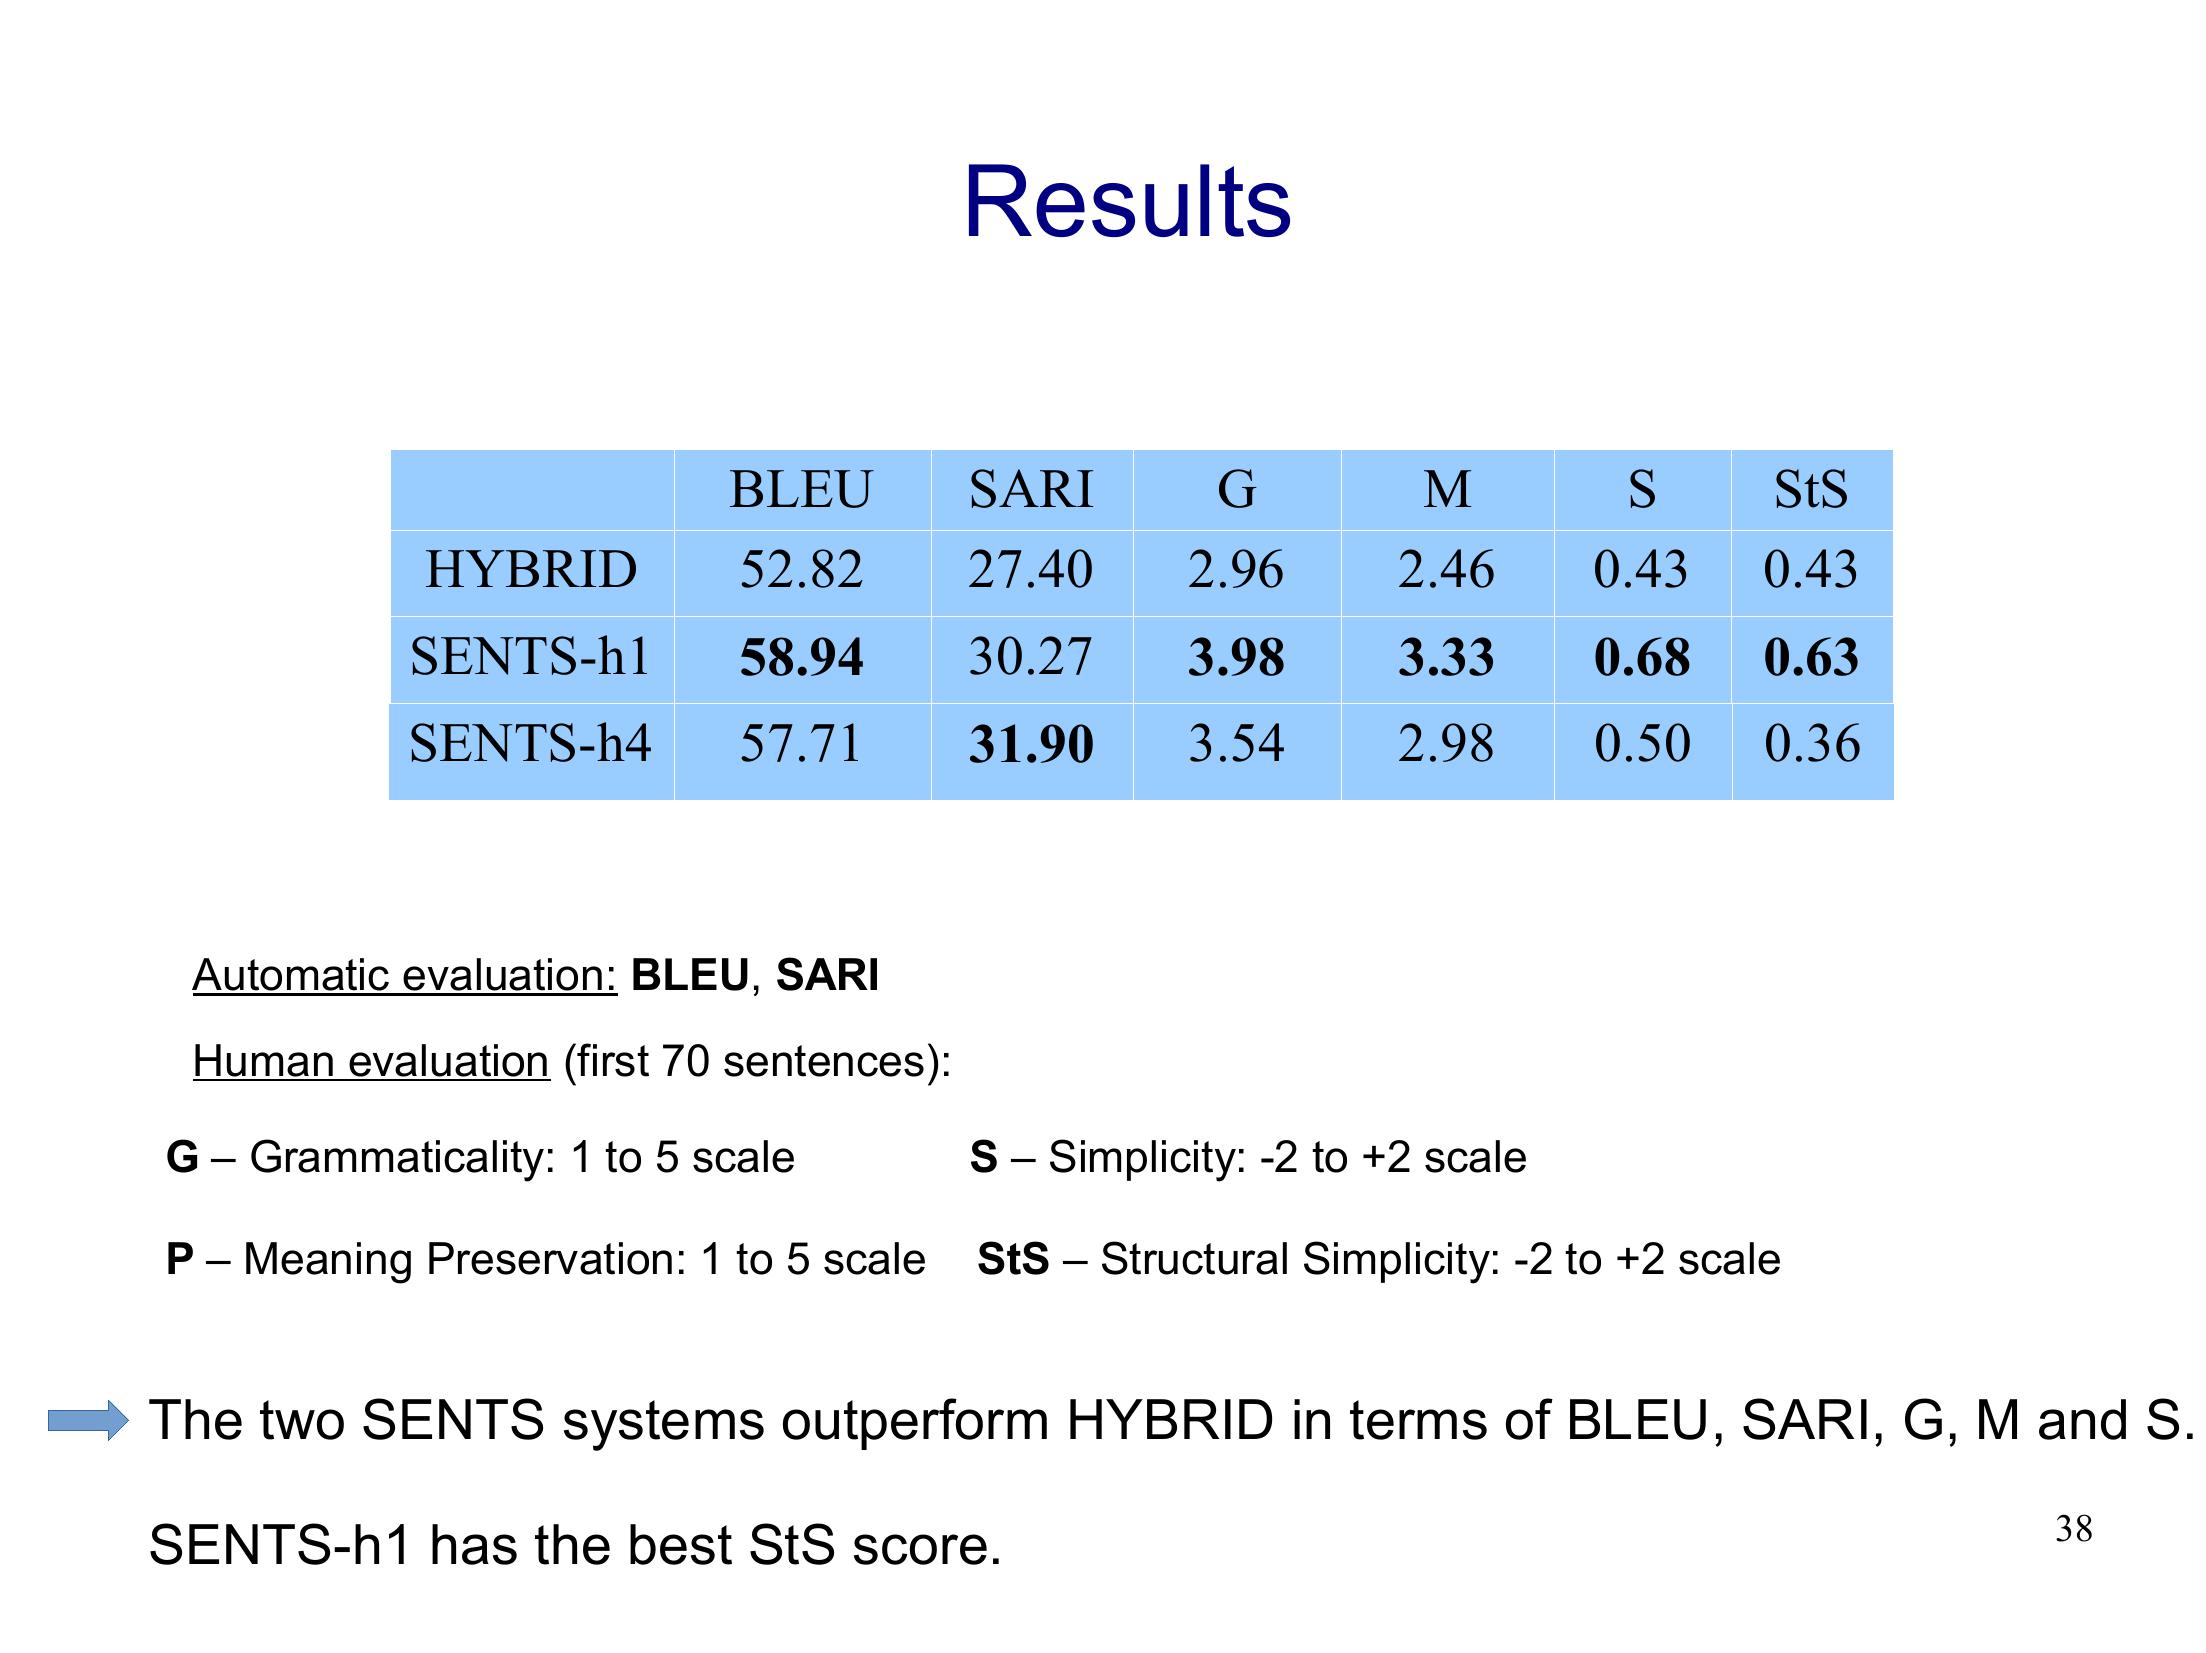 Results
BLEU SARI G M S StS
HYBRID 52.82 27.40 2.96 2.46 0.43 0.43
SENTS-h1 58.94 30.27 3.98 3.33 0.68 0.63
SENTS-h4 57.71 31.90 3.54 2.98 0.50 0.36
Automatic evaluation: BLEU, SARI
Human evaluation (first 70 sentences):
G – Grammaticality: 1 to 5 scale S – Simplicity: -2 to +2 scale
P – Meaning Preservation: 1 to 5 scale StS – Structural Simplicity: -2 to +2 scale
The two SENTS systems outperform HYBRID in terms of BLEU, SARI, G, M and S.
SENTS-h1 has the best StS score.
38